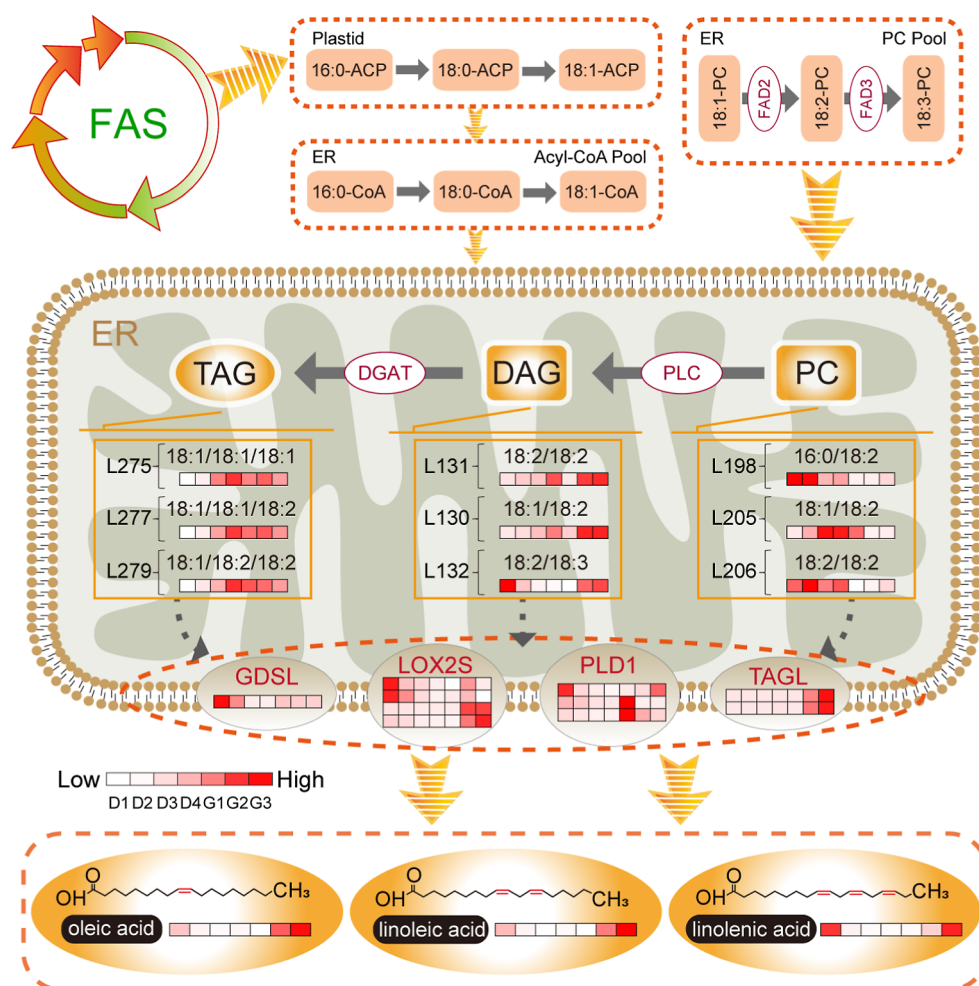 FAS
Plastid
16:0-ACP
18:0-ACP
18:1-ACP
ER
Acyl-CoA Pool
16:0-CoA
18:0-CoA
18:1-CoA
ER
PC Pool
18:1-PC
FAD2
18:2-PC
FAD3
18:3-PC
ER
TAG
DGAT
DAG
PLC
PC
L275
18:1/18:1/18:1
L277
18:1/18:1/18:2
L279
18:1/18:2/18:2
L131
18:2/18:2
L130
18:1/18:2
L132
18:2/18:3
L198
16:0/18:2
L205
18:1/18:2
L206
18:2/18:2
GDSL
LOX2S
PLD1
TAGL
Low
High
D1 D2 D3 D4 G1 G2 G3
O
OH
CH₃
oleic acid
O
OH
CH₃
linoleic acid
O
OH
CH₃
linolenic acid